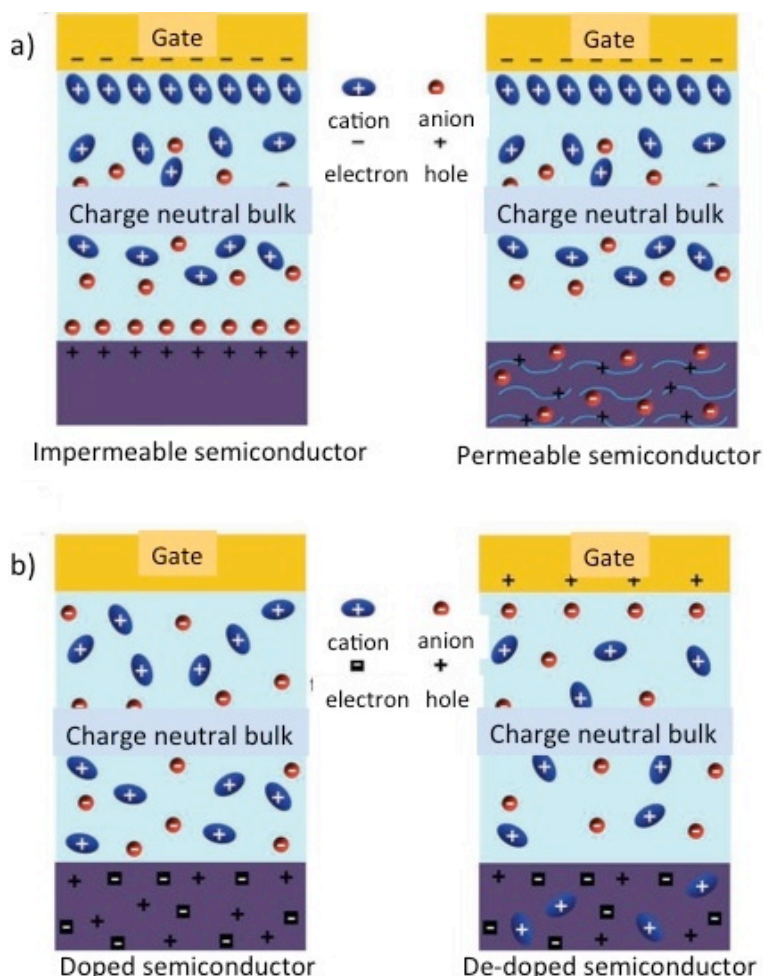 a)
Gate
Gate
cation anion
electron hole
Charge neutral bulk
Charge neutral bulk
Impermeable semiconductor
Permeable semiconductor
b)
Gate
Gate
cation anion
electron hole
Charge neutral bulk
Charge neutral bulk
Doped semiconductor
De-doped semiconductor